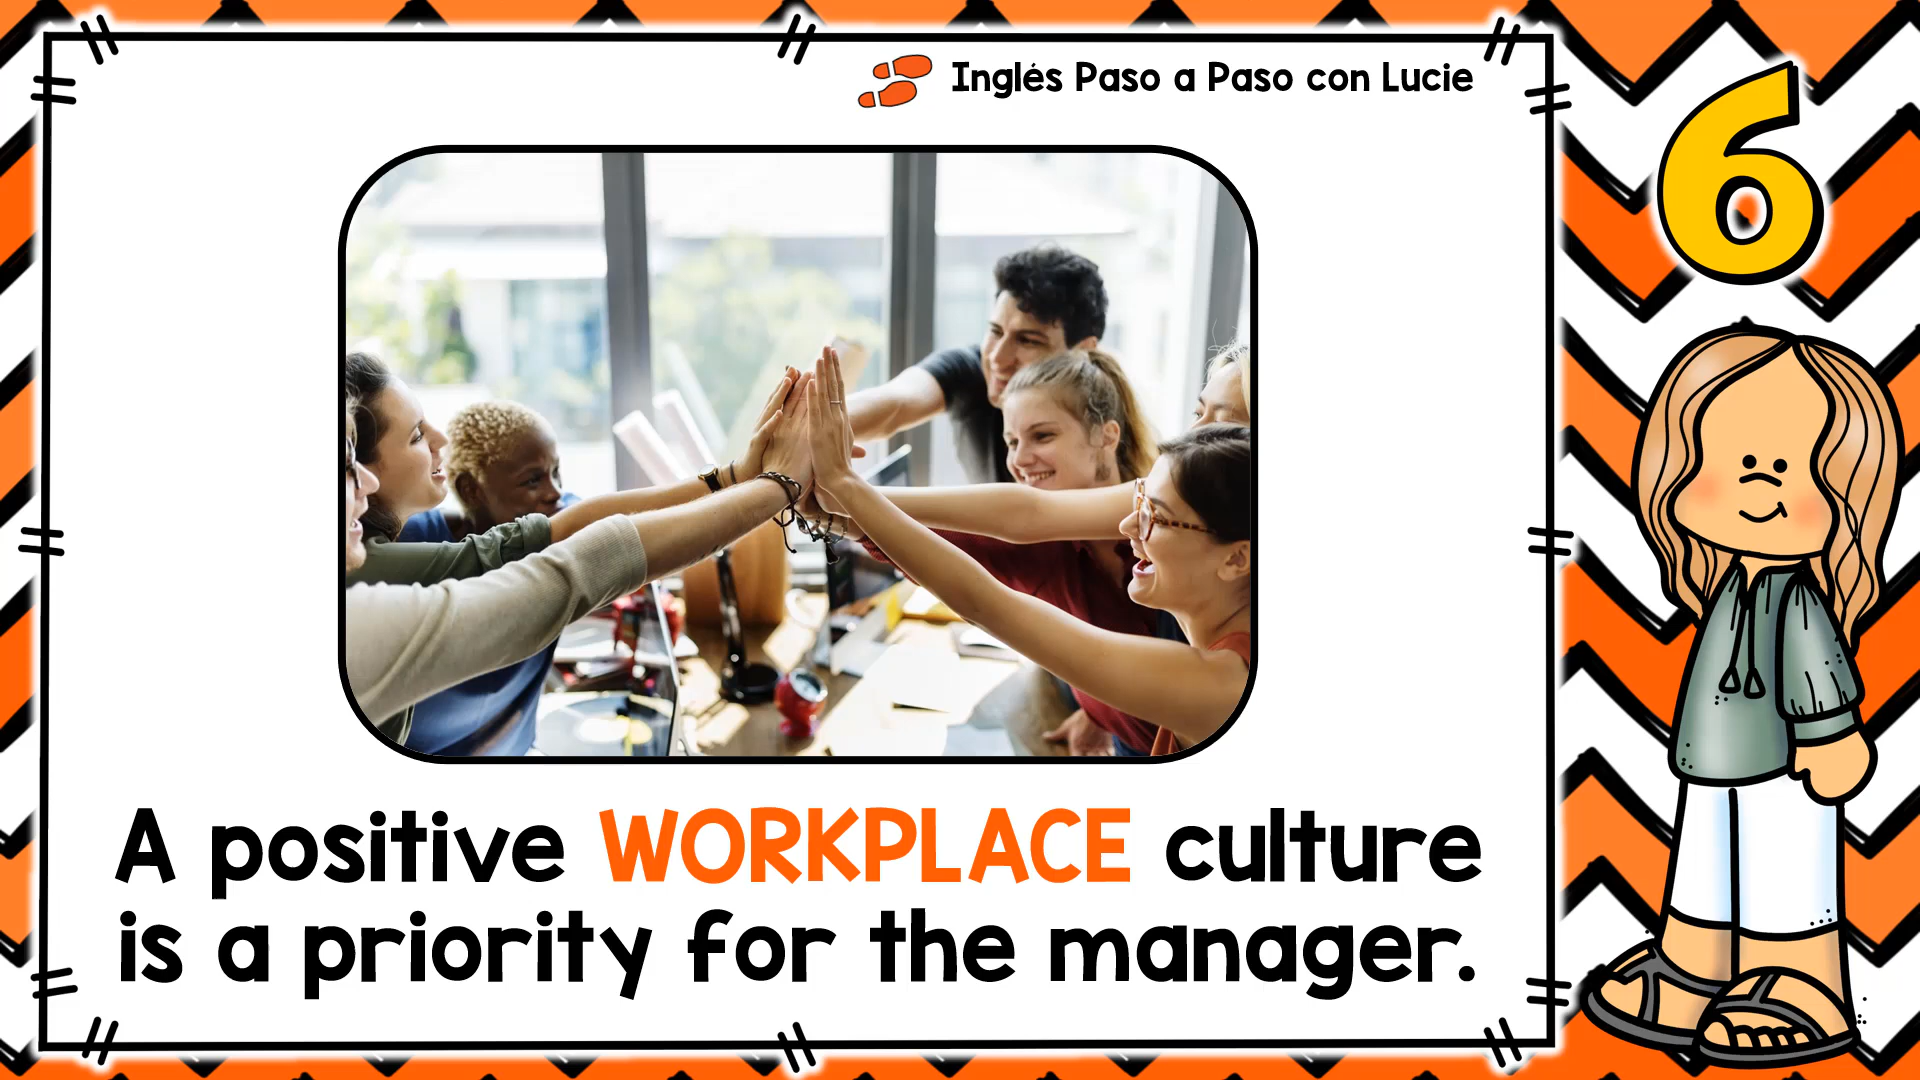 Inglés Paso a Paso con Lucie
6
A positive WORKPLACE culture
is a priority for the manager.